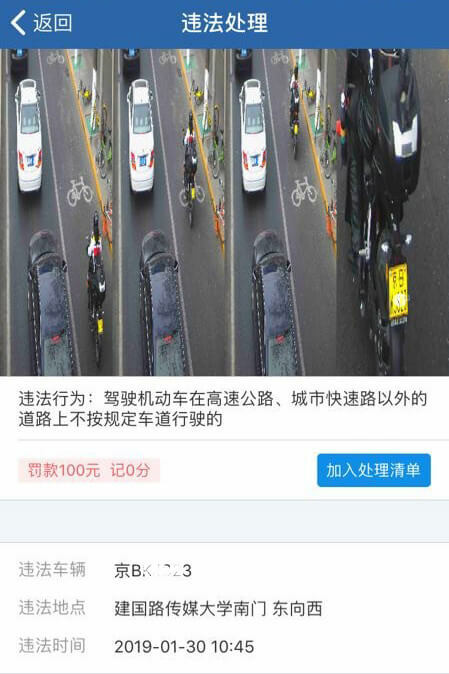 返回
违法处理
违法行为：驾驶机动车在高速公路、城市快速路以外的
道路上不按规定车道行驶的
罚款100元 记0分
加入处理清单
违法车辆
京B
违法地点
建国路传媒大学南门 东向西
违法时间
2019-01-30 10:45